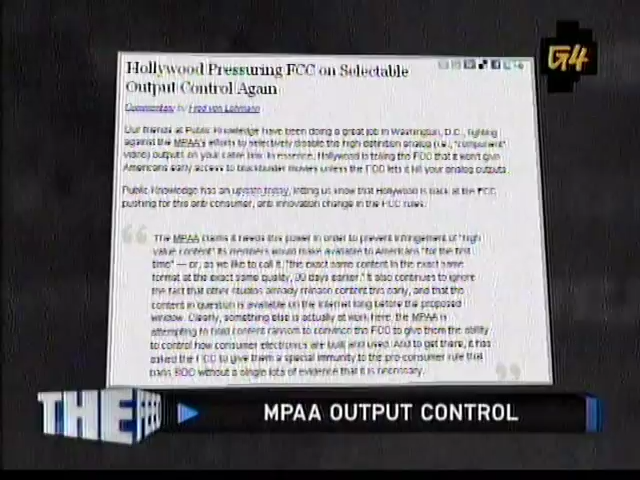 G4
Hollywood Pressuring FCC on Selectable
Output Control Again
Commentary by Fred von Lohmann
Our friends at Public Knowledge have been doing a great job in Washington, D.C., fighting
against the MPAA's efforts to selectively disable the high definition analog (i.e., "component"
video) outputs on your cable box. In essence, Hollywood is telling the FCC that it won't give
Americans early access to blockbuster movies unless the FCC lets it kill your analog outputs.
Public Knowledge has an update today, letting us know that Hollywood is back at the FCC
pushing for this anti consumer, anti innovation change in the FCC rules.
The MPAA claims it needs this power in order to prevent infringement of "high
value content" its members would make available to Americans "for the first
time" — or, as we like to call it, "the exact same content in the exact same
format at the exact same quality, 30 days earlier." It also continues to ignore
the fact that other studios already release content this early, and that the
content in question is available on the internet long before the proposed
window. Clearly, something else is actually at work here, the MPAA is
attempting to hold content ransom to convince the FCC to give them the ability
to control how consumer electronics are built and used. And to get there, it has
asked the FCC to give them a special immunity to the pro-consumer rule that
bans SOC without a single lots of evidence that it is necessary.
THE FEED
MPAA OUTPUT CONTROL